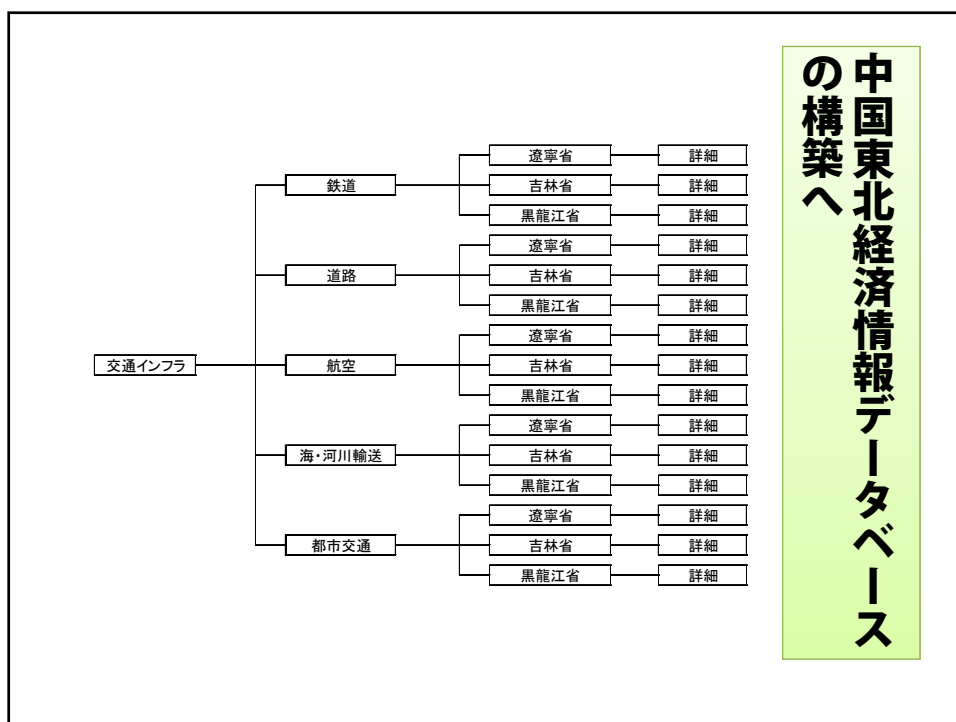 中国東北経済情報データベース
の構築へ
交通インフラ
鉄道
遼寧省
詳細
吉林省
詳細
黒龍江省
詳細
道路
遼寧省
詳細
吉林省
詳細
黒龍江省
詳細
航空
遼寧省
詳細
吉林省
詳細
黒龍江省
詳細
海・河川輸送
遼寧省
詳細
吉林省
詳細
黒龍江省
詳細
都市交通
遼寧省
詳細
吉林省
詳細
黒龍江省
詳細